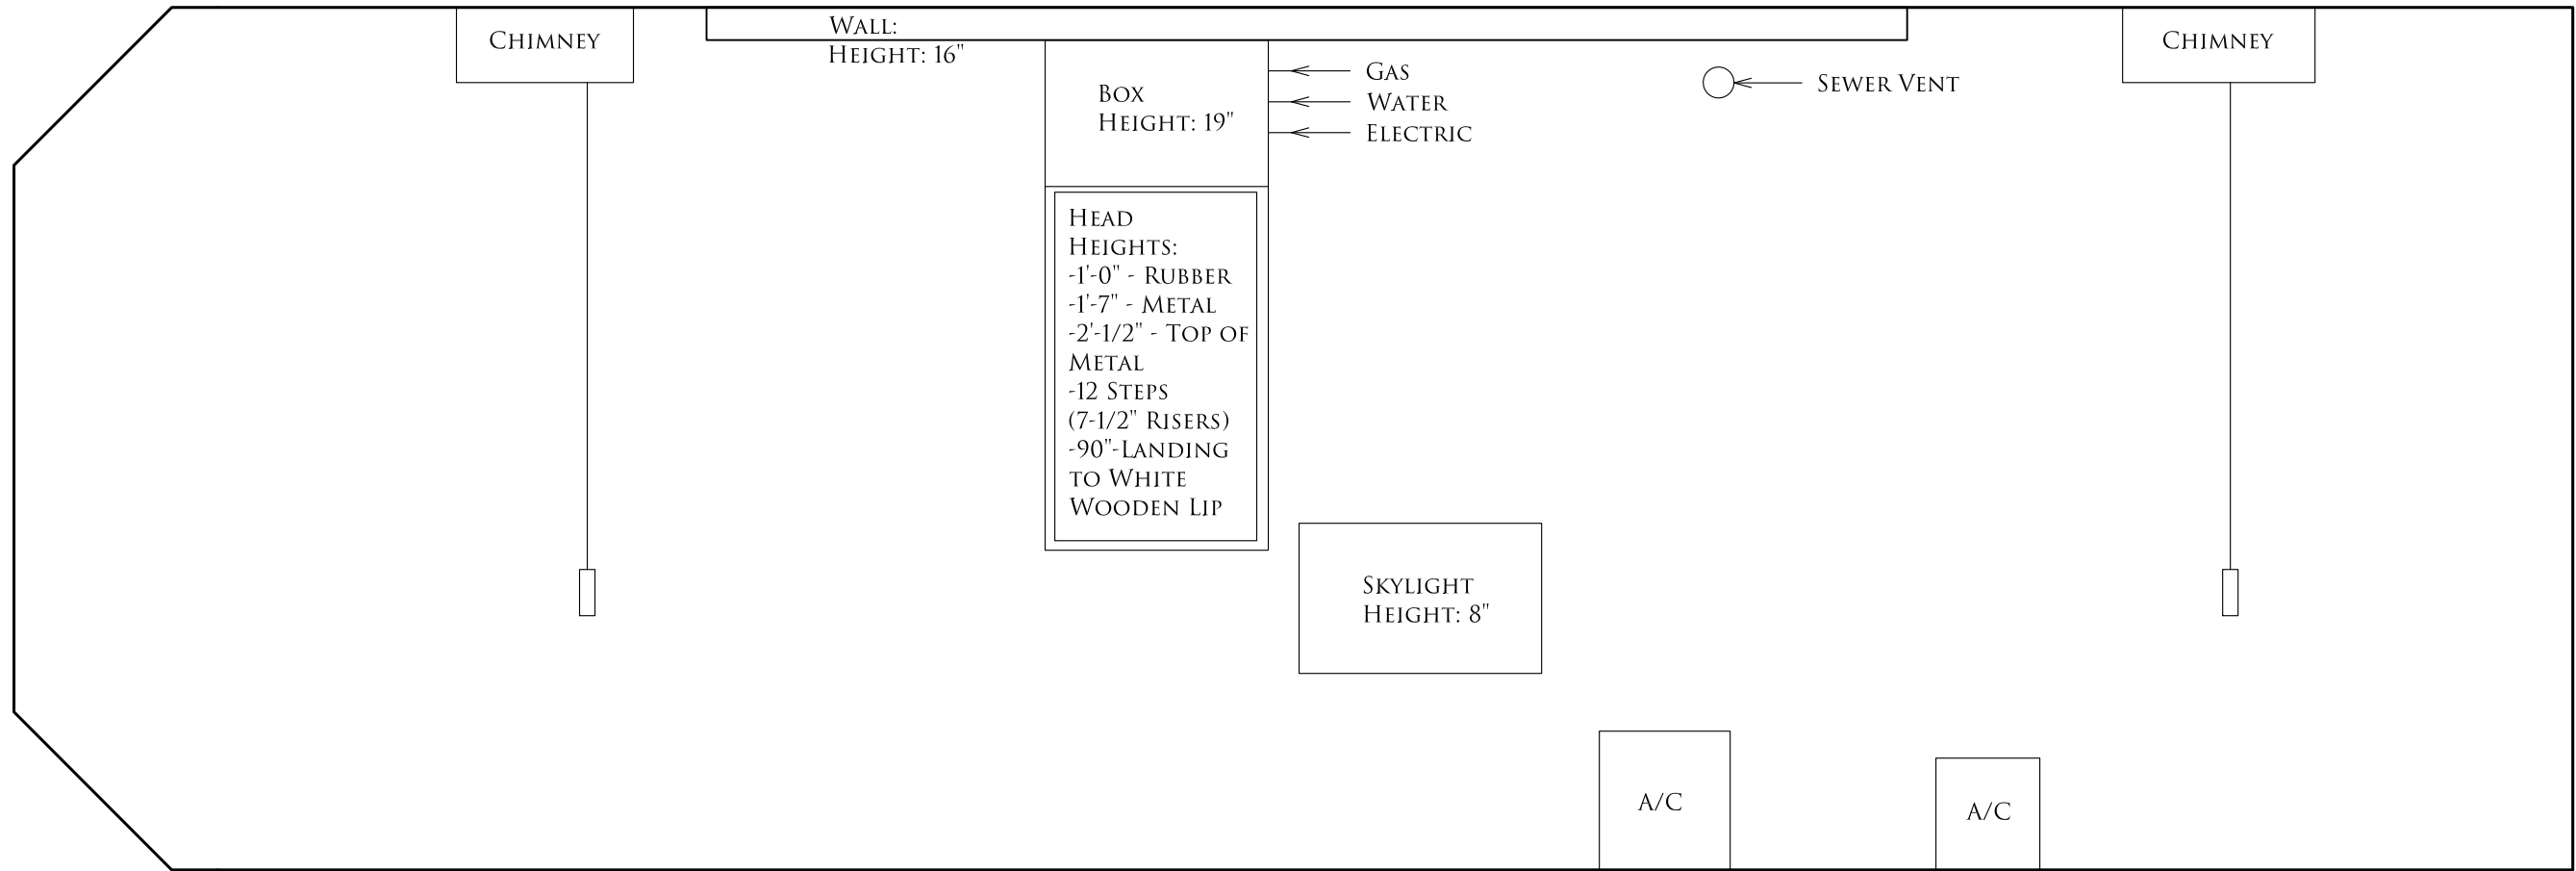 Chimney
Wall:
Height: 16"
Box
Height: 19"
Gas
Water
Electric
Sewer Vent
Chimney
Head
Heights:
-1'-0" - Rubber
-1'-7" - Metal
-2'-1/2" - Top of
Metal
-12 Steps
(7-1/2" Risers)
-90"-Landing
to White
Wooden Lip
Skylight
Height: 8"
A/C
A/C